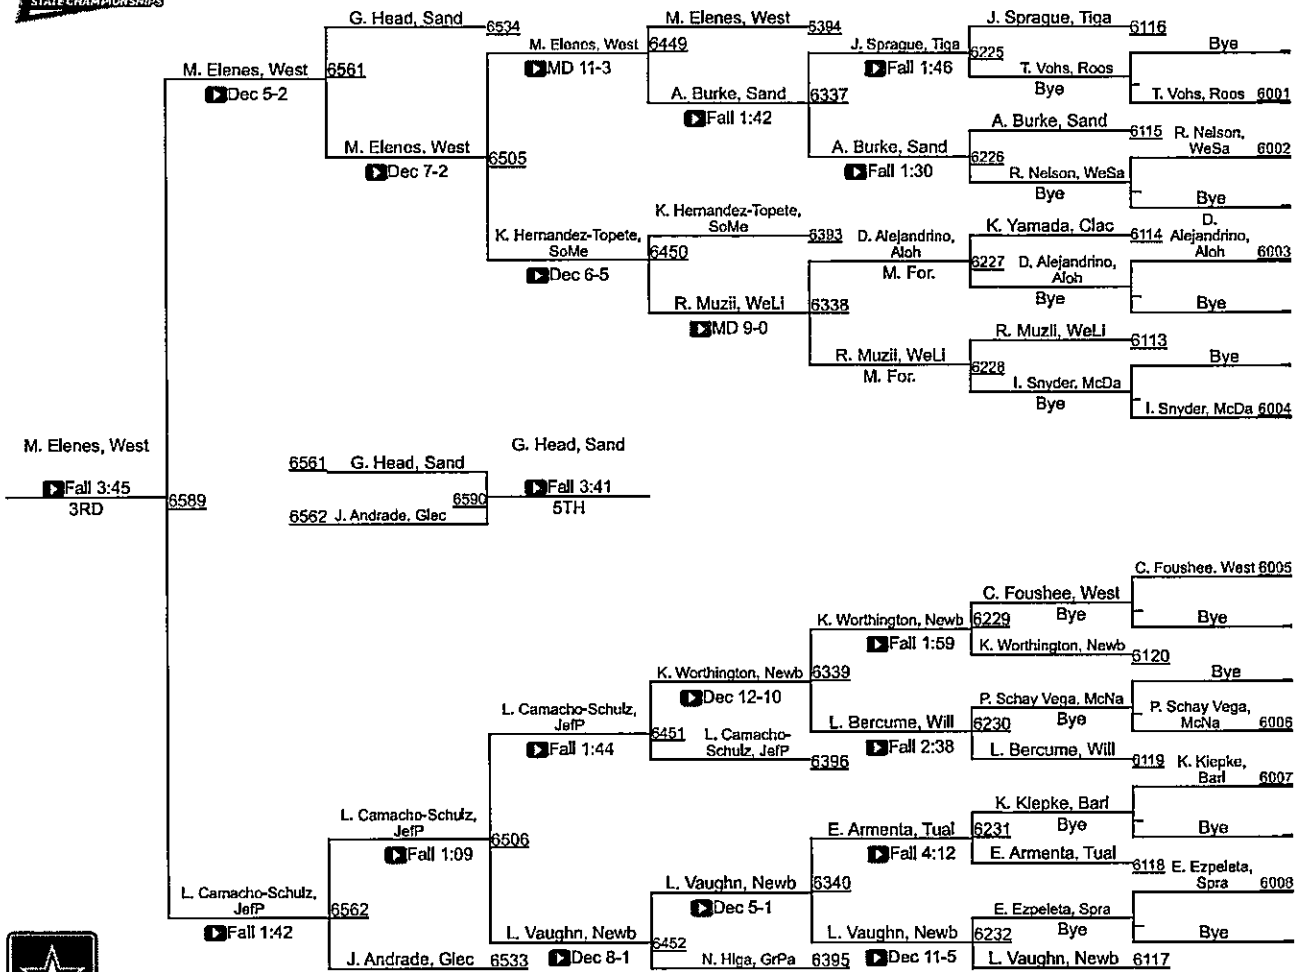 STATE CHAMPIONSHIPS
G. Head, Sand
6534
M. Elenes, West
6394
J. Sprague, Tiga
6116
M. Elenes, West
6449
J. Sprague, Tiga
6225
Bye
M. Elenes, West
6561
MD 11-3
Fall 1:46
T. Vohs, Roos
Dec 5-2
A. Burke, Sand
6337
Bye
T. Vohs, Roos 6001
Fall 1:42
A. Burke, Sand
6115
R. Nelson,
WeSa
6002
M. Elenes, West
6505
A. Burke, Sand
6226
Dec 7-2
Fall 1:30
R. Nelson, WeSa
Bye
Bye
K. Hernandez-Topete,
SoMe
6393
D. Alejandrino,
Aloh
K. Yamada, Clac
6114
D.
Alejandrino,
Aloh
6003
K. Hernandez-Topete,
SoMe
6450
M. For.
6227
D. Alejandrino,
Aloh
Dec 6-5
Bye
Bye
R. Muzii, WeLi
6338
MD 9-0
R. Muzii, WeLi
6113
R. Muzii, WeLi
6228
Bye
M. For.
I. Snyder, McDa
Bye
I. Snyder, McDa 6004
M. Elenes, West
G. Head, Sand
6561
G. Head, Sand
Fall 3:45
6589
6590
Fall 3:41
3RD
5TH
6562
J. Andrade, Glec
C. Foushee, West 6005
C. Foushee, West
K. Worthington, Newb
6229
Bye
Bye
Fall 1:59
K. Worthington, Newb
6120
K. Worthington, Newb
6339
Bye
Dec 12-10
P. Schay Vega, McNa
P. Schay Vega,
McNa
6006
L. Camacho-Schulz,
JefP
6451
L. Bercume, Will
6230
Bye
Fall 1:44
L. Camacho-
Schulz, JefP
6396
Fall 2:38
L. Bercume, Will
6119
K. Klepke,
Barl
6007
K. Klepke, Barl
L. Camacho-Schulz,
JefP
6506
E. Armenta, Tual
6231
Bye
Bye
Fall 1:09
Fall 4:12
E. Armenta, Tual
6118
E. Ezpeleta,
Spra
6008
L. Vaughn, Newb
6340
L. Camacho-Schulz,
JefP
6562
Dec 5-1
E. Ezpeleta, Spra
Fall 1:42
L. Vaughn, Newb
6452
L. Vaughn, Newb
6232
Bye
Bye
J. Andrade, Glec
6533
Dec 8-1
N. Higa, GrPa
6395
Dec 11-5
L. Vaughn, Newb
6117